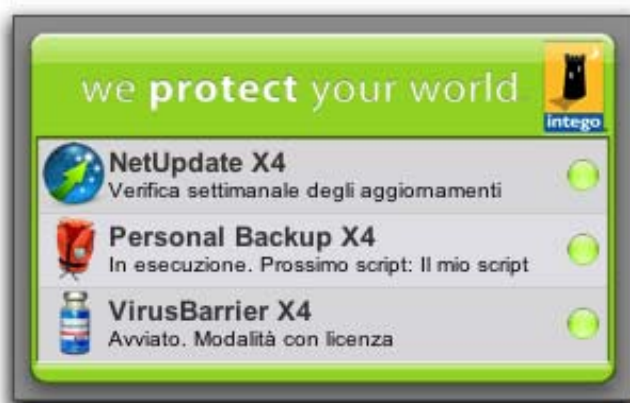 we protect your world
intego
NetUpdate X4
Verifica settimanale degli aggiornamenti
Personal Backup X4
In esecuzione. Prossimo script: Il mio script
VirusBarrier X4
Avviato. Modalità con licenza